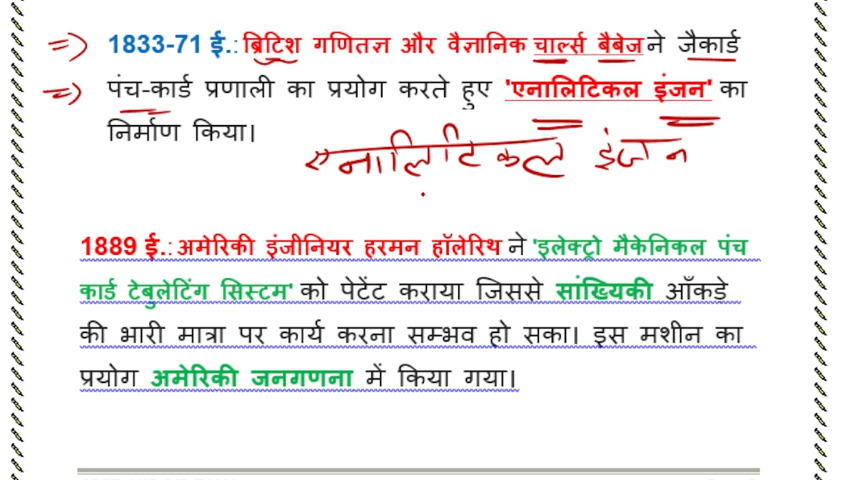 => 1833-71 ई.: ब्रिटिश गणितज्ञ और वैज्ञानिक चार्ल्स बैबेज ने जैकार्ड
=> पंच-कार्ड प्रणाली का प्रयोग करते हुए 'एनालिटिकल इंजन' का
निर्माण किया।
एनालिटिकल इंजन
1889 ई.: अमेरिकी इंजीनियर हरमन हॉलेरिथ ने 'इलेक्ट्रो मैकेनिकल पंच
कार्ड टेबुलेटिंग सिस्टम' को पेटेंट कराया जिससे सांख्यिकी आँकडे
की भारी मात्रा पर कार्य करना सम्भव हो सका। इस मशीन का
प्रयोग अमेरिकी जनगणना में किया गया।